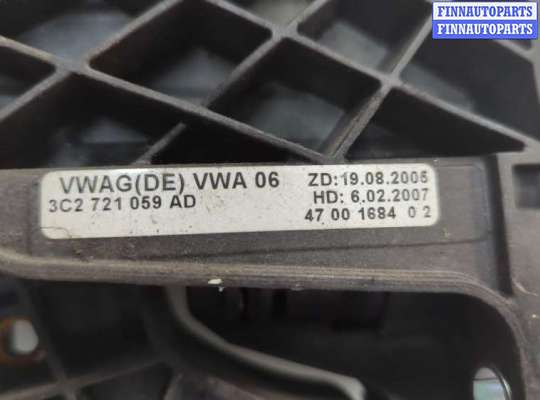 FINNAUTOPARTS
FINNAUTOPARTS
VWAG(DE) VWA 06 ZD:19.08.2005
3C2 721 059 AD HD: 6.02.2007
47 00 1684 0 2